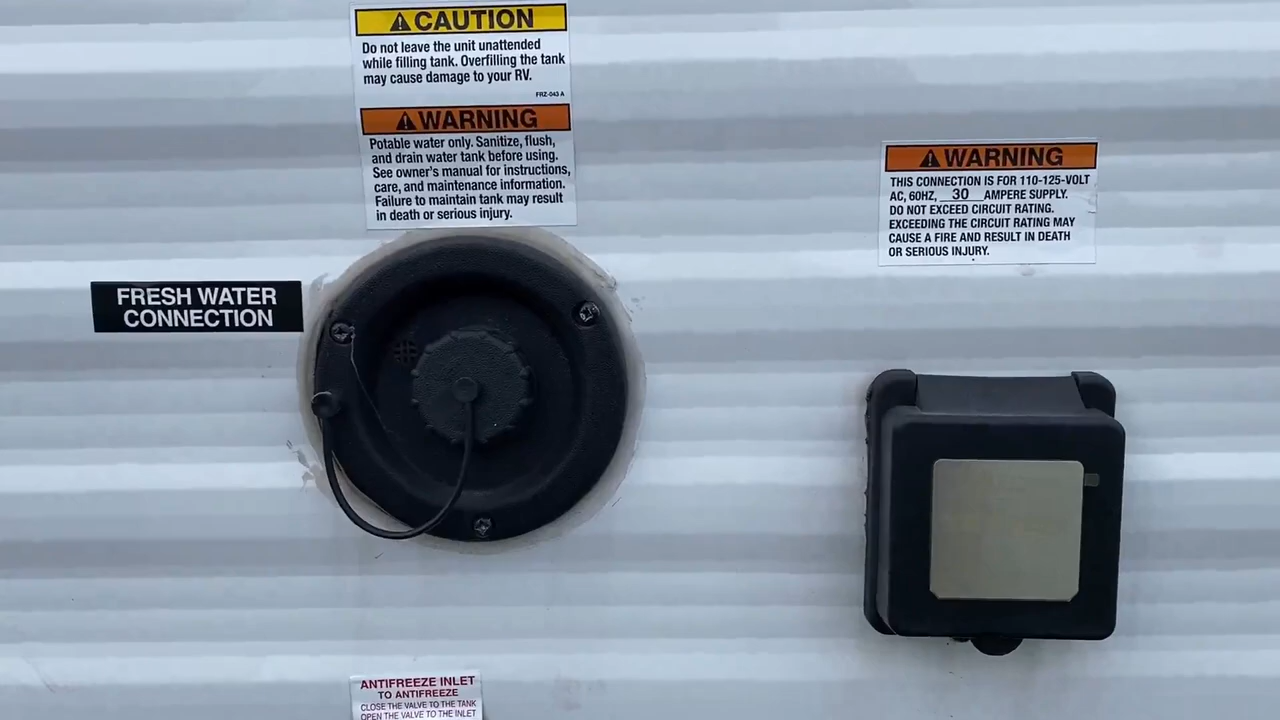 CAUTION
Do not leave the unit unattended
while filling tank. Overfilling the tank
may cause damage to your RV.
FRZ-043 A
WARNING
Potable water only. Sanitize, flush,
and drain water tank before using.
See owner's manual for instructions,
care, and maintenance information.
Failure to maintain tank may result
in death or serious injury.
WARNING
THIS CONNECTION IS FOR 110-125-VOLT
AC, 60HZ, 30 AMPERE SUPPLY.
DO NOT EXCEED CIRCUIT RATING.
EXCEEDING THE CIRCUIT RATING MAY
CAUSE A FIRE AND RESULT IN DEATH
OR SERIOUS INJURY.
FRESH WATER
CONNECTION
ANTIFREEZE INLET
TO ANTIFREEZE
CLOSE THE VALVE TO THE TANK
OPEN THE VALVE TO THE INLET